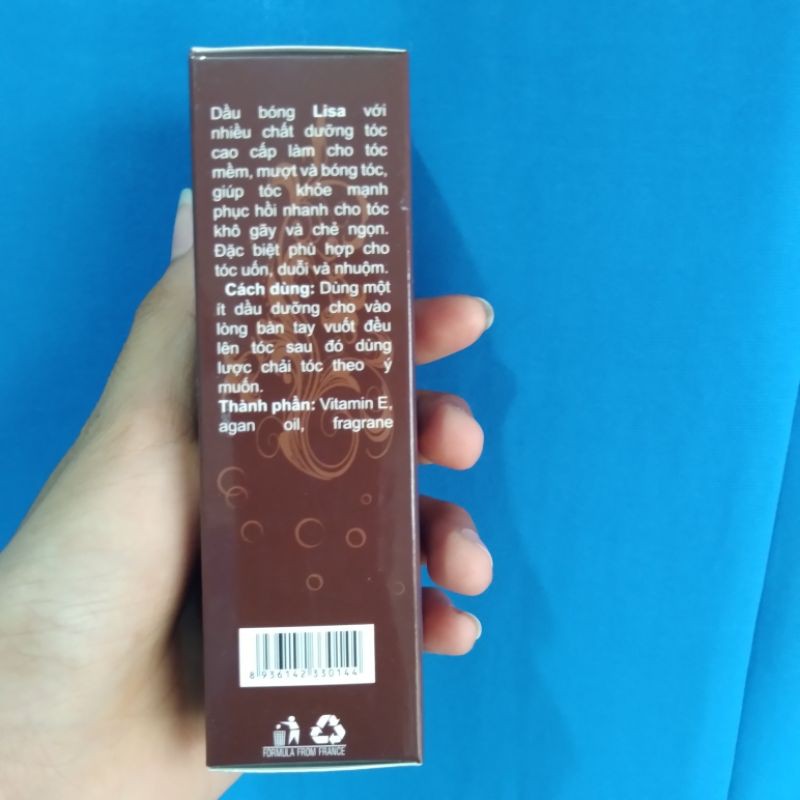 Dầu bóng Lisa với
nhiều chất dưỡng tóc
cao cấp làm cho tóc
mềm, mượt và bóng tóc,
giúp tóc khỏe mạnh
phục hồi nhanh cho tóc
khô gãy và chẻ ngọn.
Đặc biệt phù hợp cho
tóc uốn, duỗi và nhuộm.
Cách dùng: Dùng một
ít dầu dưỡng cho vào
lòng bàn tay vuốt đều
lên tóc sau đó dùng
lược chải tóc theo ý
muốn.
Thành phần: Vitamin E,
agan oil, fragrane
8 936142 330144
FORMULA FROM FRANCE